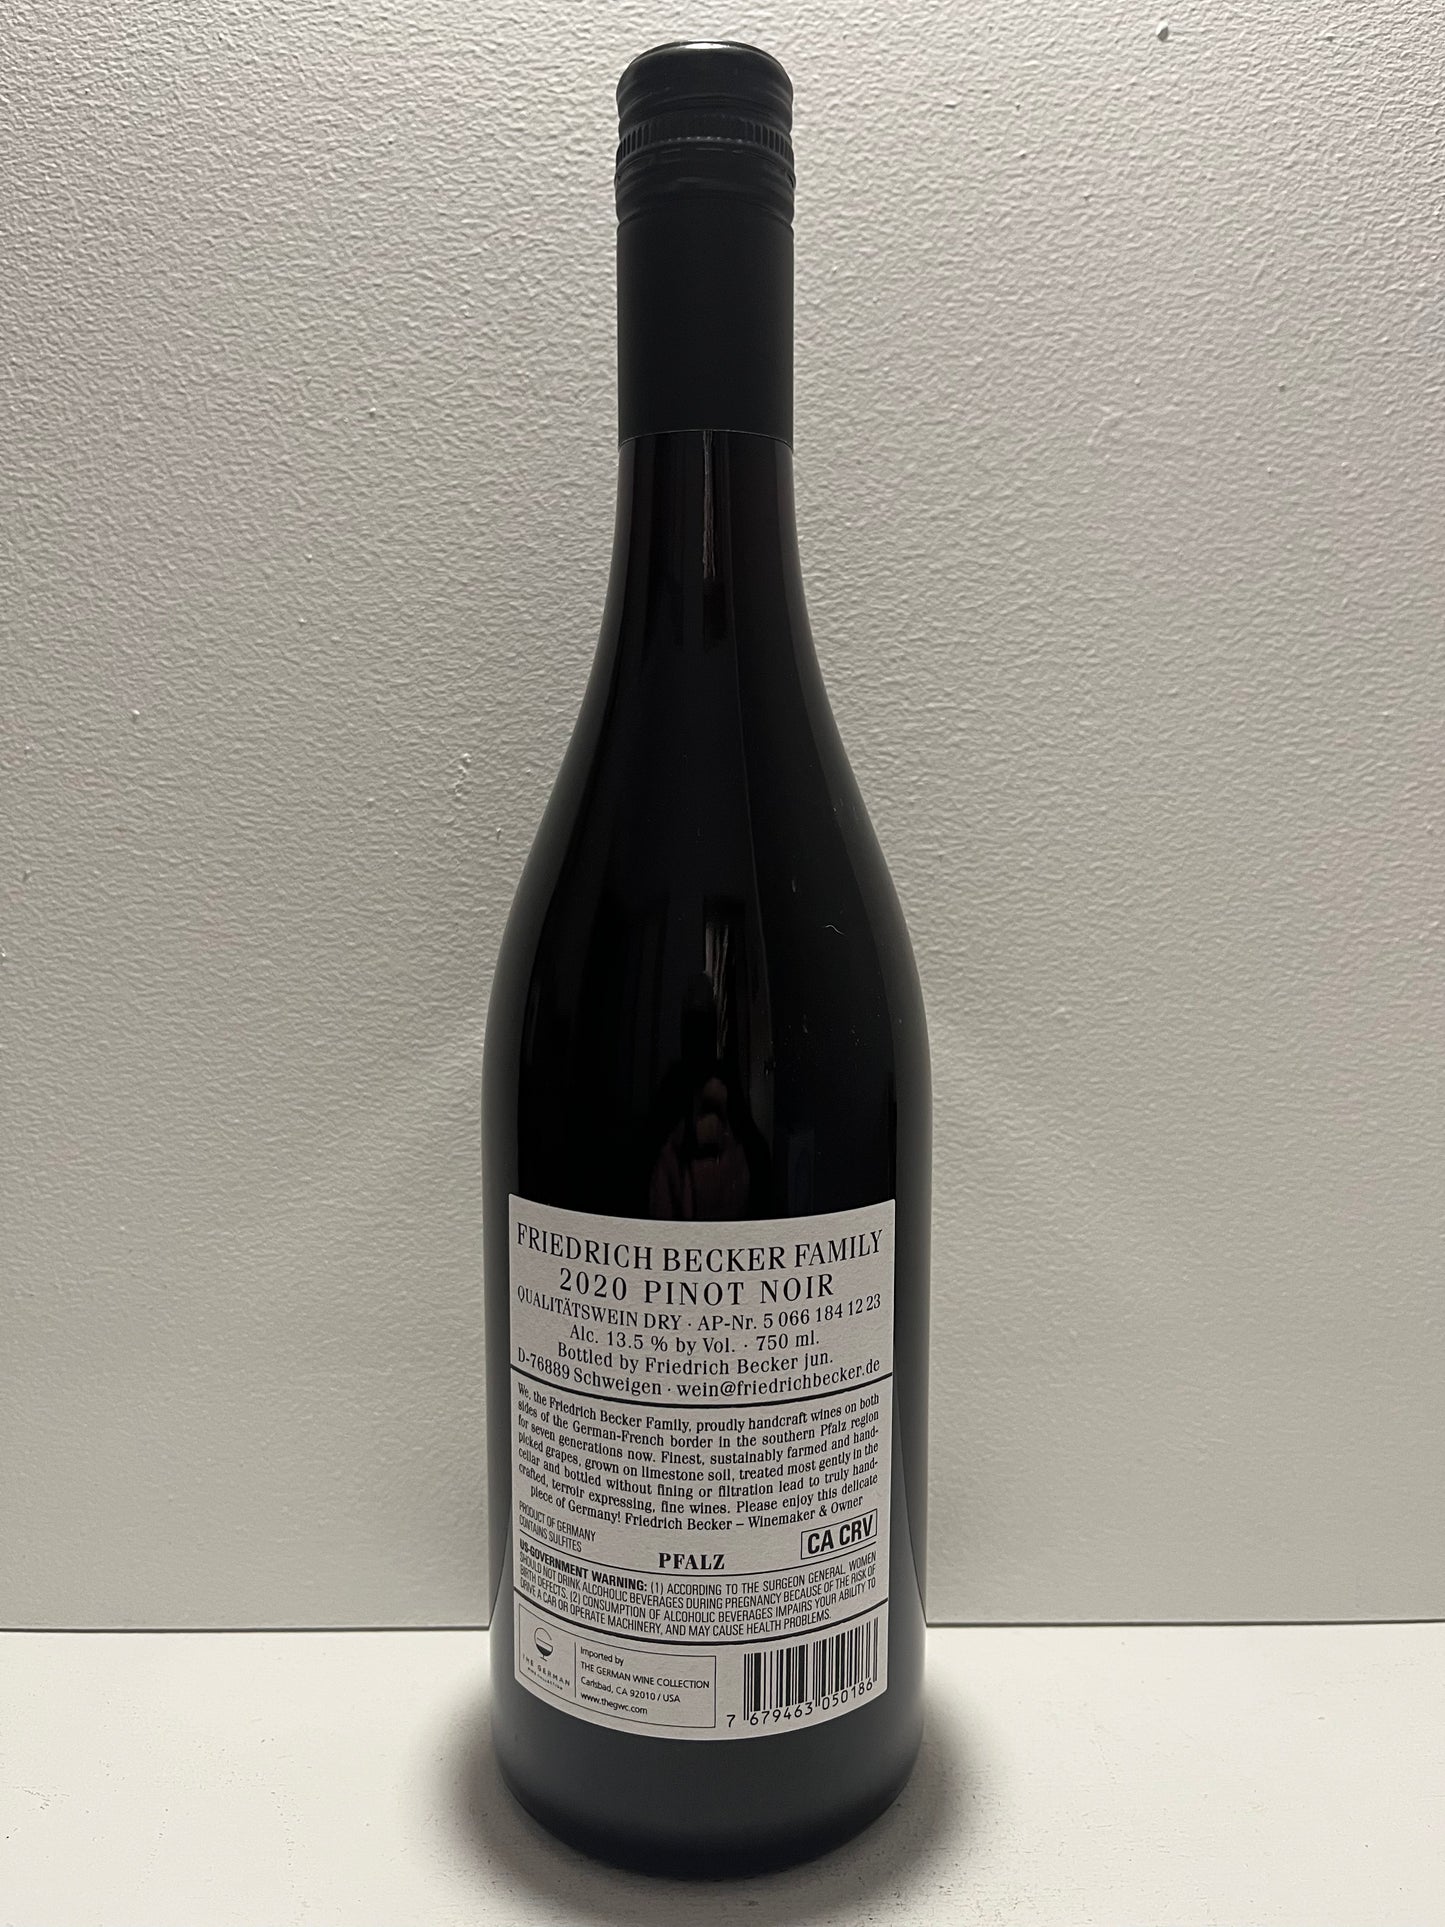 FRIEDRICH BECKER FAMILY
2020 PINOT NOIR
QUALITÄTSWEIN DRY · AP-Nr. 5 066 184 12 23
Alc. 13.5 % by Vol. · 750 ml.
Bottled by Friedrich Becker jun.
D-76889 Schweigen · wein@friedrichbecker.de
We, the Friedrich Becker Family, proudly handcraft wines on both
sides of the German-French border in the southern Pfalz region
for seven generations now. Finest, sustainably farmed and hand-
picked grapes, grown on limestone soil, treated most gently in the
cellar and bottled without fining or filtration lead to truly hand-
crafted, terroir expressing, fine wines. Please enjoy this delicate
piece of Germany! Friedrich Becker – Winemaker & Owner
PRODUCT OF GERMANY
CONTAINS SULFITES
PFALZ
CA CRV
US-GOVERNMENT WARNING: (1) ACCORDING TO THE SURGEON GENERAL, WOMEN
SHOULD NOT DRINK ALCOHOLIC BEVERAGES DURING PREGNANCY BECAUSE OF THE RISK OF
BIRTH DEFECTS. (2) CONSUMPTION OF ALCOHOLIC BEVERAGES IMPAIRS YOUR ABILITY TO
DRIVE A CAR OR OPERATE MACHINERY, AND MAY CAUSE HEALTH PROBLEMS.
THE GERMAN
WINE COLLECTION
Imported by
THE GERMAN WINE COLLECTION
Carlsbad, CA 92010 / USA
www.thegwc.com
7 679463 050186